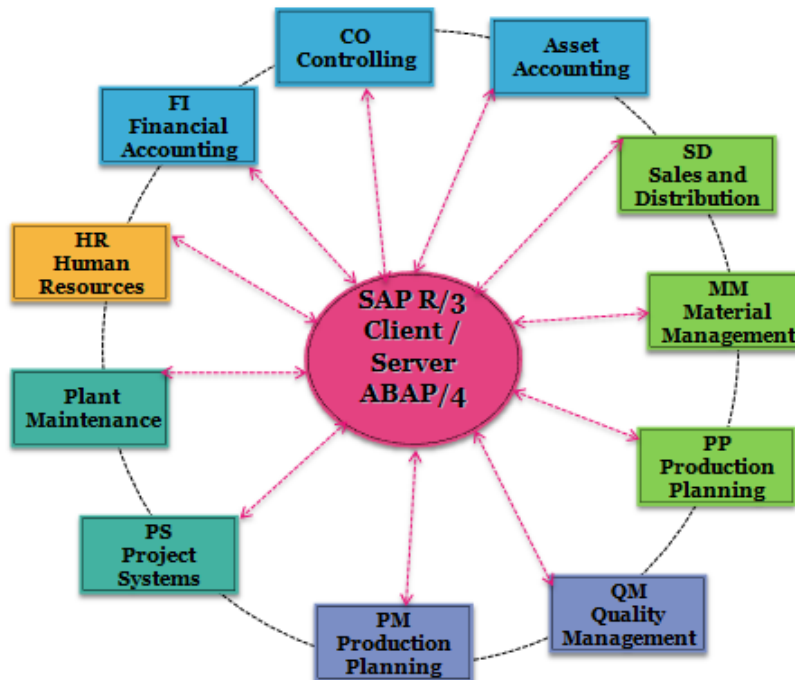 CO
Controlling
Asset
Accounting
FI
Financial
Accounting
SD
Sales and
Distribution
HR
Human
Resources
SAP R/3
Client /
Server
ABAP/4
MM
Material
Management
Plant
Maintenance
PP
Production
Planning
PS
Project
Systems
QM
Quality
Management
PM
Production
Planning